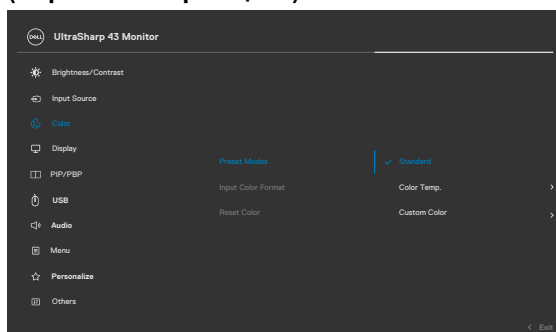 DELL UltraSharp 43 Monitor
Brightness/Contrast
Input Source
Color
Display
PIP/PBP
USB
Audio
Menu
Personalize
Others
Preset Modes
Input Color Format
Reset Color
Standard
Color Temp.
Custom Color
Exit